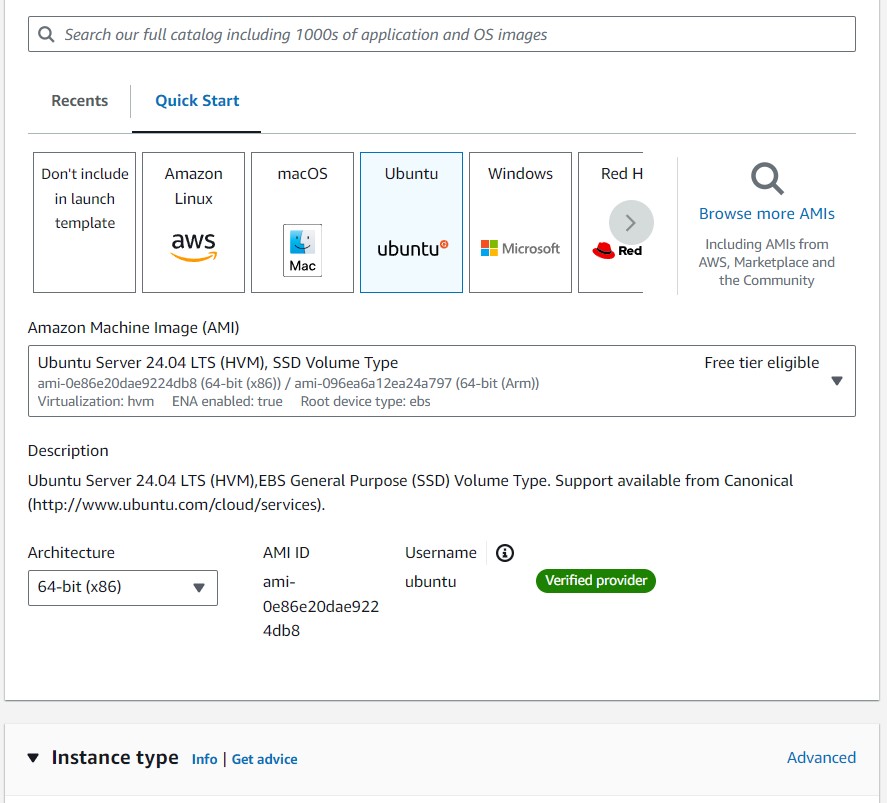 Search our full catalog including 1000s of application and OS images
Recents
Quick Start
Don't include
in launch
template
Amazon
Linux
aws
macOS
Mac
Ubuntu
ubuntu
Windows
Microsoft
Red H
Red
Browse more AMIs
Including AMIs from
AWS, Marketplace and
the Community
Amazon Machine Image (AMI)
Ubuntu Server 24.04 LTS (HVM), SSD Volume Type
Free tier eligible
ami-0e86e20dae9224db8 (64-bit (x86)) / ami-096ea6a12ea24a797 (64-bit (Arm))
Virtualization: hvm ENA enabled: true Root device type: ebs
Description
Ubuntu Server 24.04 LTS (HVM),EBS General Purpose (SSD) Volume Type. Support available from Canonical
(http://www.ubuntu.com/cloud/services).
Architecture
64-bit (x86)
AMI ID
ami-
0e86e20dae922
4db8
Username
ubuntu
Verified provider
Instance type
Info | Get advice
Advanced